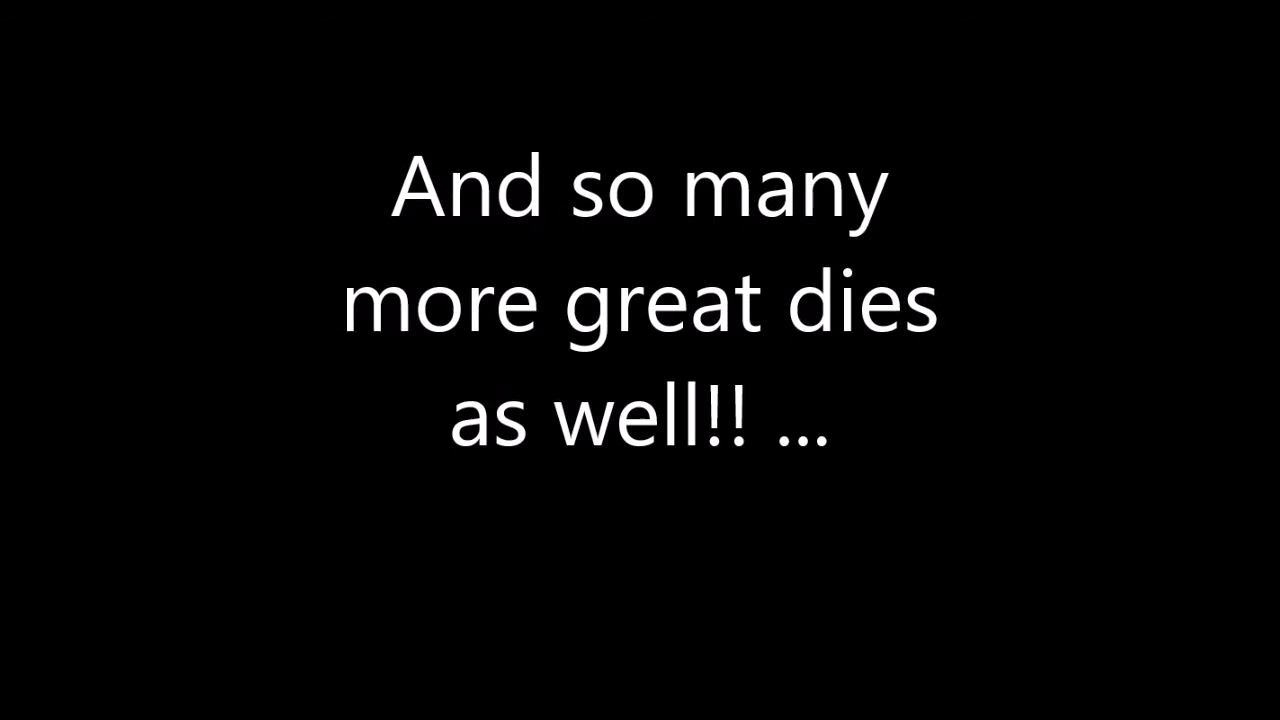 And so many
more great dies
as well!! ...